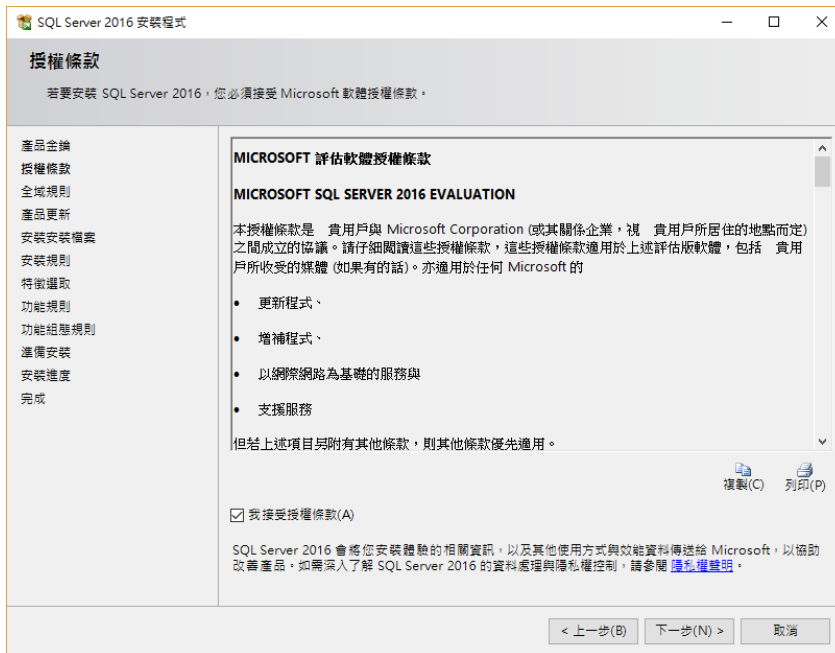 SQL Server 2016 安裝程式
授權條款
若要安裝 SQL Server 2016，您必須接受 Microsoft 軟體授權條款。
產品金鑰
授權條款
全域規則
產品更新
安裝安裝檔案
安裝規則
特徵選取
功能規則
功能組態規則
準備安裝
安裝進度
完成
MICROSOFT 評估軟體授權條款
MICROSOFT SQL SERVER 2016 EVALUATION
本授權條款是 貴用戶與 Microsoft Corporation (或其關係企業，視 貴用戶所居住的地點而定)
之間成立的協議。請仔細閱讀這些授權條款，這些授權條款適用於上述評估版軟體，包括 貴用
戶所收受的媒體 (如果有的話)。亦適用於任何 Microsoft 的
• 更新程式、
• 增補程式、
• 以網際網路為基礎的服務與
• 支援服務
但若上述項目另附有其他條款，則其他條款優先適用。
複製(C) 列印(P)
我接受授權條款(A)
SQL Server 2016 會將您安裝體驗的相關資訊，以及其他使用方式與效能資料傳送給 Microsoft，以協助
改善產品。如需深入了解 SQL Server 2016 的資料處理與隱私權控制，請參閱 隱私權聲明。
< 上一步(B) 下一步(N) > 取消